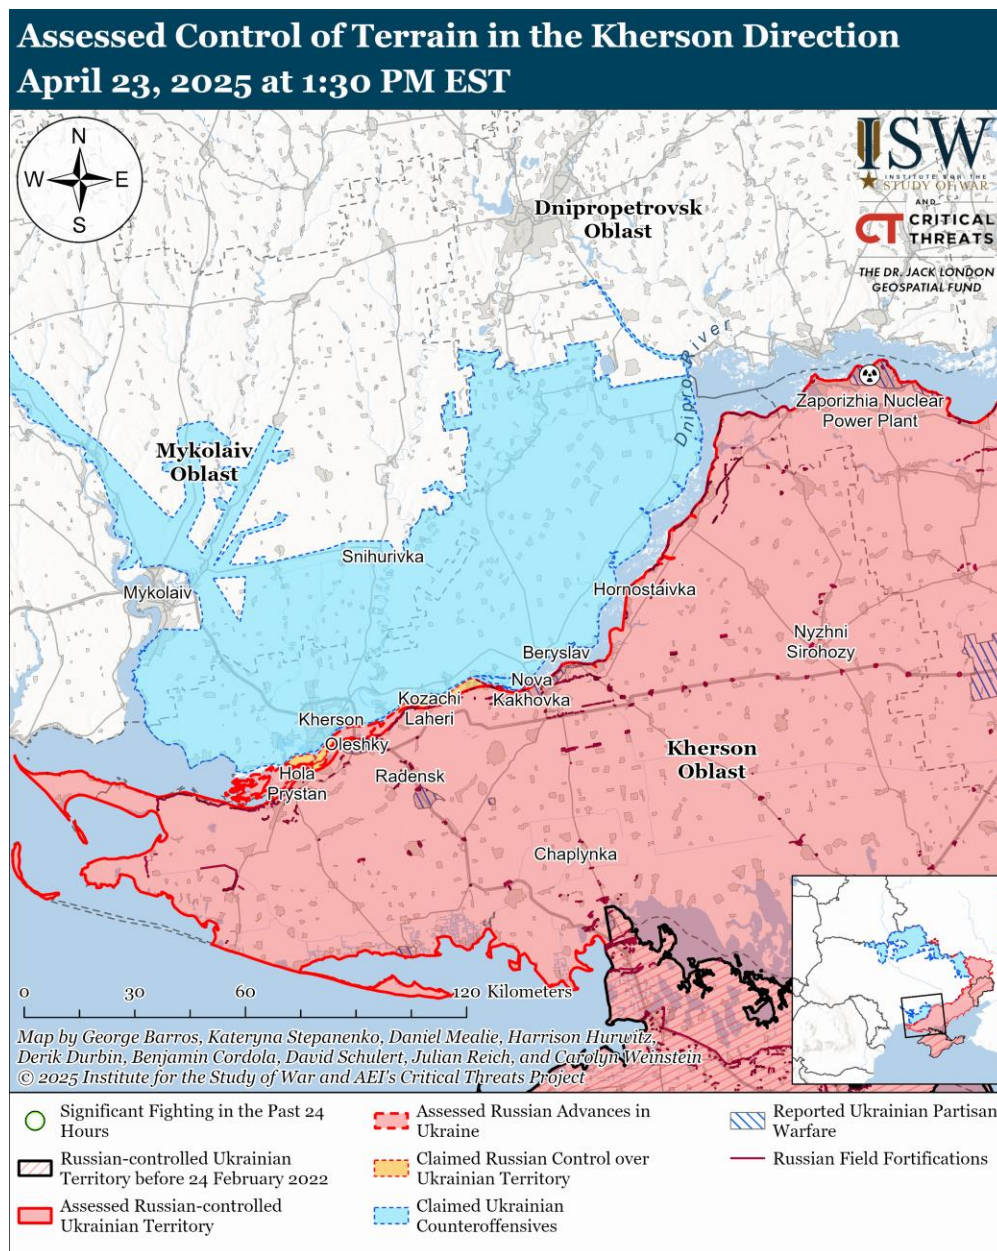 Assessed Control of Terrain in the Kherson Direction
April 23, 2025 at 1:30 PM EST
N
W
E
S
ISW
INSTITUTE FOR THE
STUDY OF WAR
AND
CT CRITICAL
THREATS
THE DR. JACK LONDON
GEOSPATIAL FUND
Dnipropetrovsk
Oblast
Dnipro River
Zaporizhia Nuclear
Power Plant
Mykolaiv
Oblast
Snihurivka
Mykolaiv
Hornostaivka
Nyzhni
Sirohozy
Beryslav
Nova
Kakhovka
Kozachi
Laheri
Kherson
Oleshky
Kherson
Oblast
Hola
Prystan
Radensk
Chaplynka
0 30 60 120 Kilometers
Map by George Barros, Kateryna Stepanenko, Daniel Mealie, Harrison Hurwitz,
Derik Durbin, Benjamin Cordola, David Schulert, Julian Reich, and Carolyn Weinstein
© 2025 Institute for the Study of War and AEI's Critical Threats Project
Significant Fighting in the Past 24
Hours
Russian-controlled Ukrainian
Territory before 24 February 2022
Assessed Russian-controlled
Ukrainian Territory
Assessed Russian Advances in
Ukraine
Claimed Russian Control over
Ukrainian Territory
Claimed Ukrainian
Counteroffensives
Reported Ukrainian Partisan
Warfare
Russian Field Fortifications